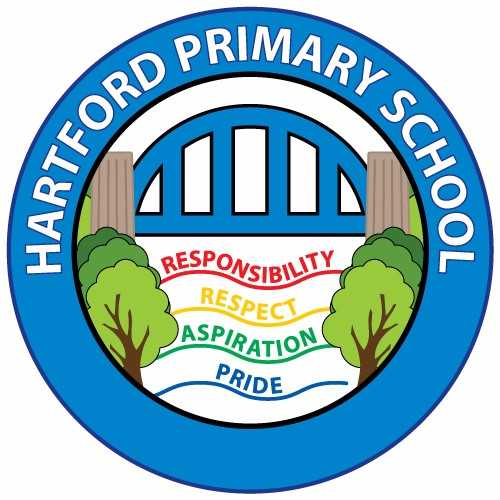 HARTFORD PRIMARY SCHOOL
RESPONSIBILITY
RESPECT
ASPIRATION
PRIDE